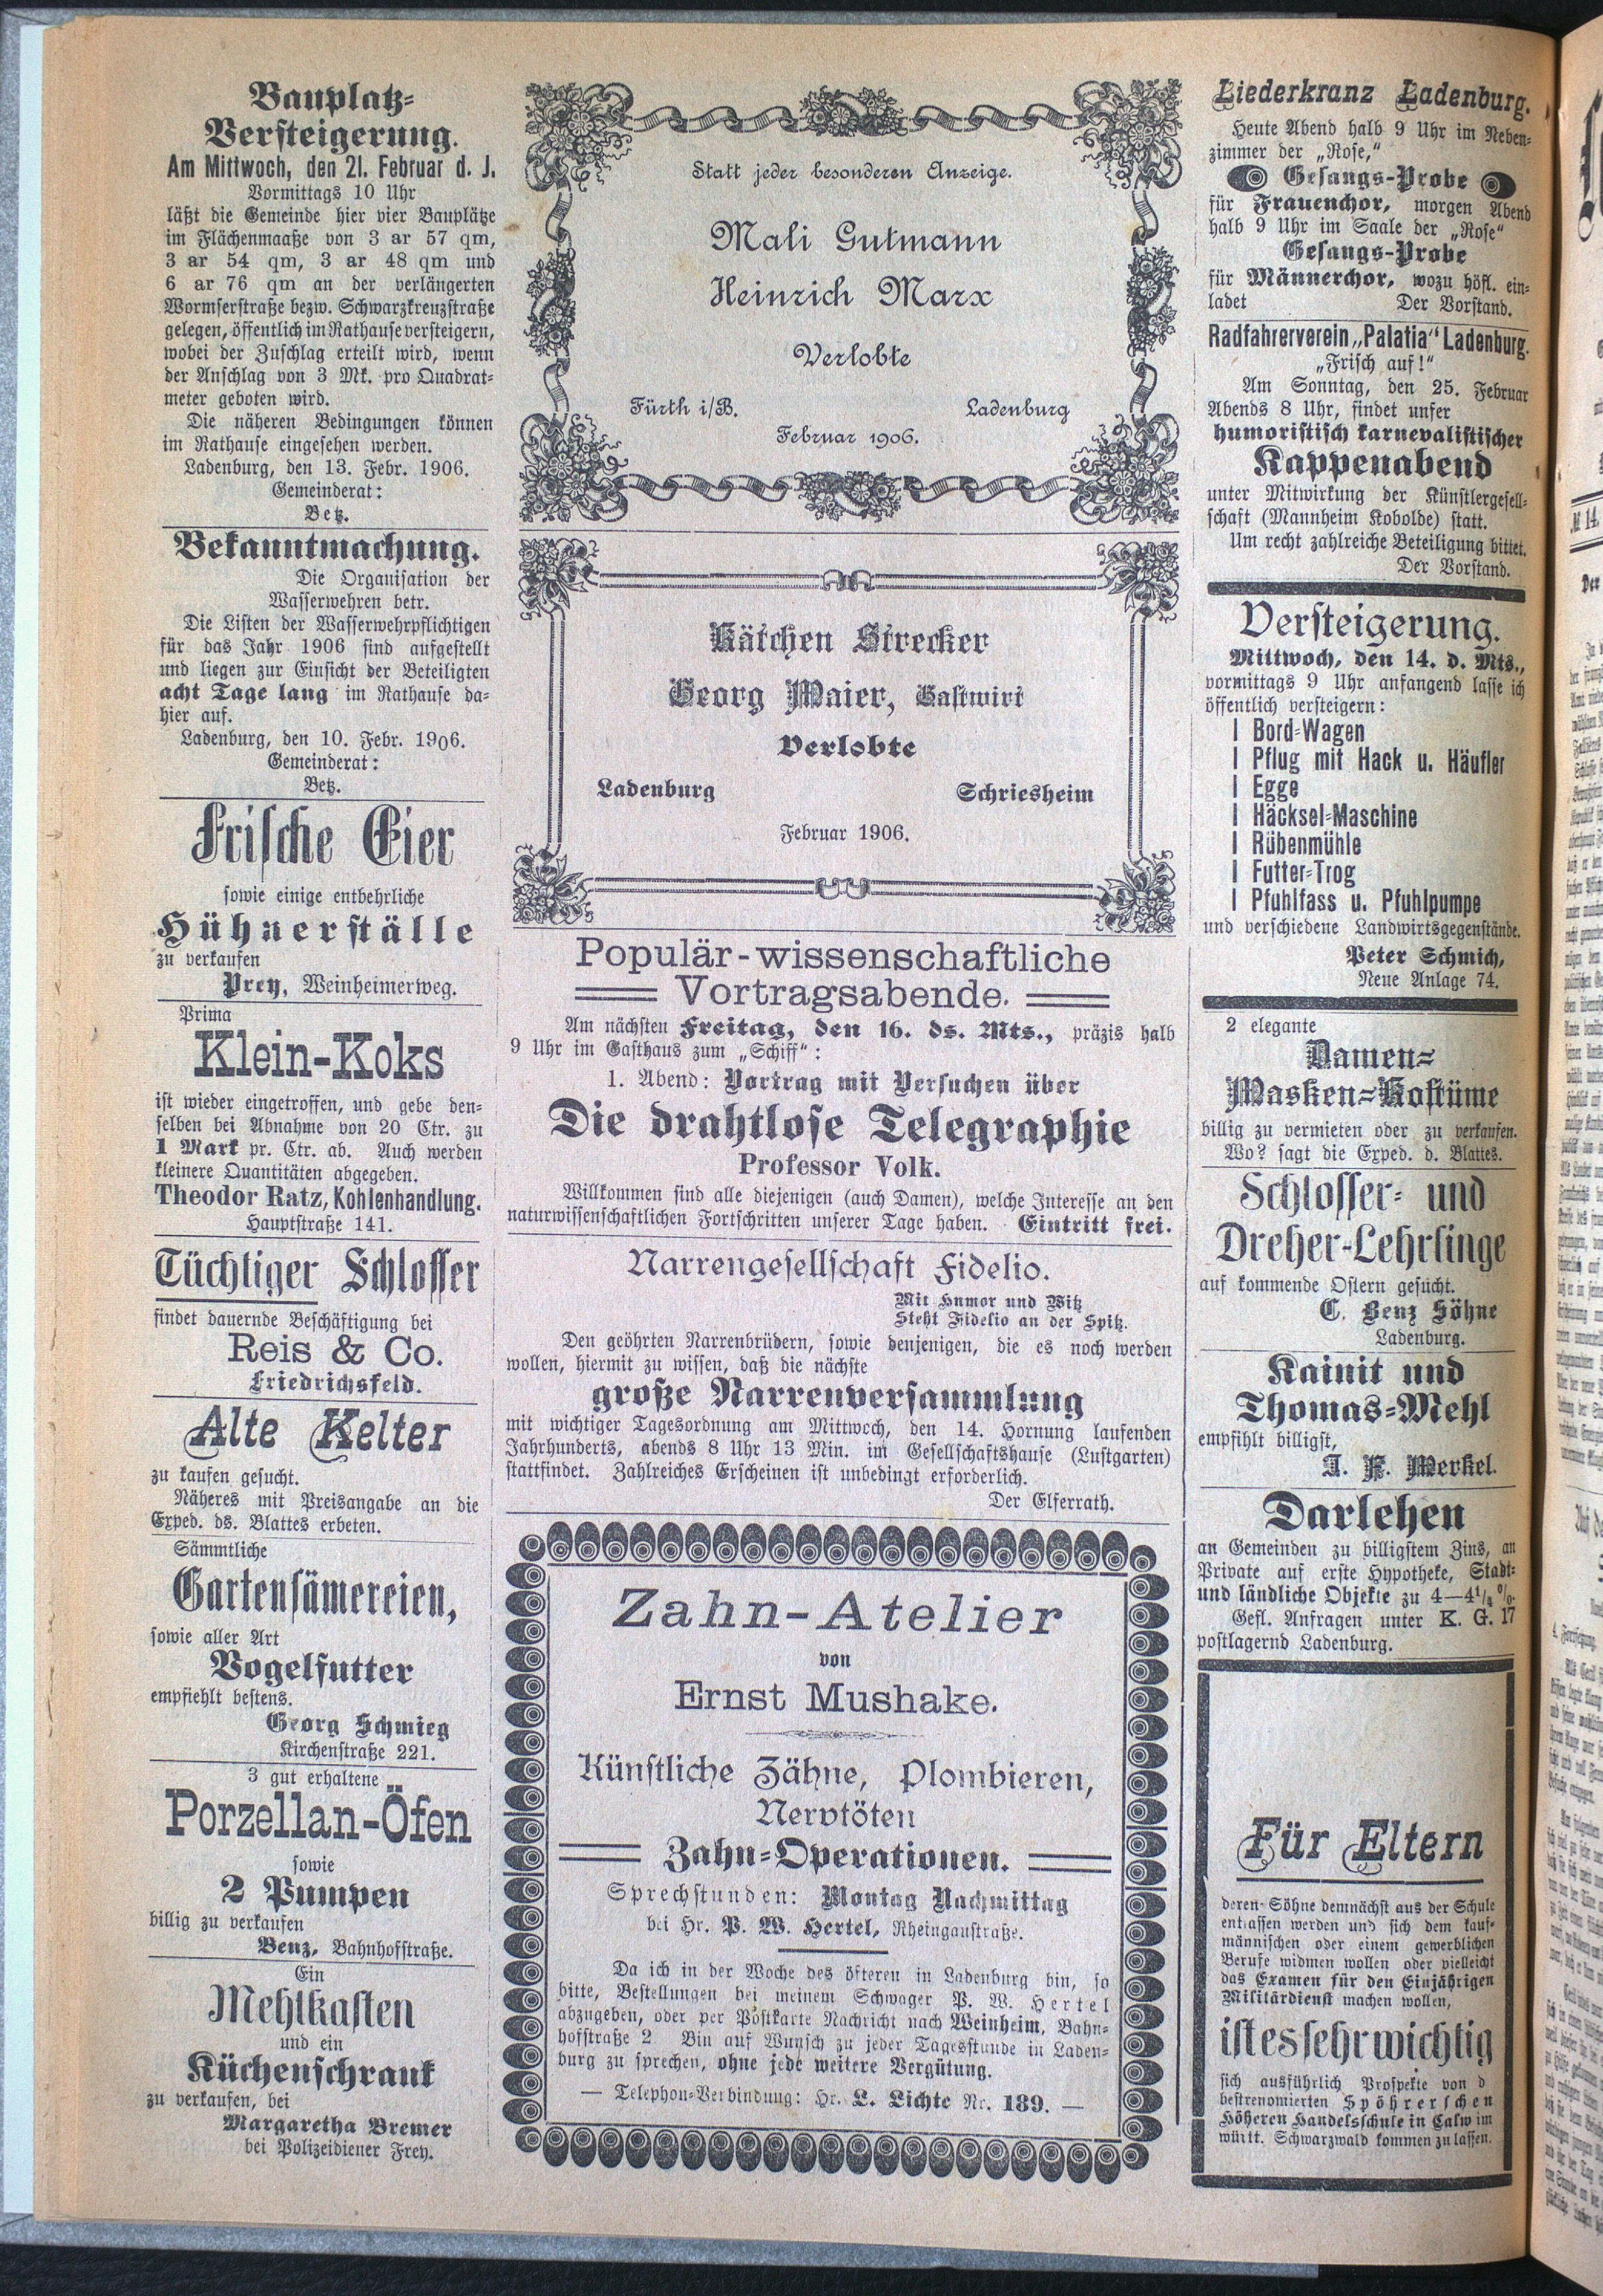 Bauplatz-
Versteigerung.
Am Mittwoch, den 21. Februar d. J.
Vormittags 10 Uhr
läßt die Gemeinde hier vier Bauplätze
im Flächenmaaße von 3 ar 57 qm,
3 ar 54 qm, 3 ar 48 qm und
6 ar 76 qm an der verlängerten
Wormserstraße bezw. Schwarzkreuzstraße
gelegen, öffentlich im Rathause versteigern,
wobei der Zuschlag erteilt wird, wenn
der Anschlag von 3 Mk. pro Quadrat-
meter geboten wird.
Die näheren Bedingungen können
im Rathause eingesehen werden.
Ladenburg, den 13. Febr. 1906.
Gemeinderat:
Betz.
Bekanntmachung.
Die Organisation der
Wasserwehren betr.
Die Listen der Wasserwehrpflichtigen
für das Jahr 1906 sind aufgestellt
und liegen zur Einsicht der Beteiligten
acht Tage lang im Rathause da-
hier auf.
Ladenburg, den 10. Febr. 1906.
Gemeinderat:
Betz.
Frische Eier
sowie einige entbehrliche
Hühnerställe
zu verkaufen
Prey, Weinheimerweg.
Prima
Klein-Koks
ist wieder eingetroffen, und gebe den-
selben bei Abnahme von 20 Ctr. zu
1 Mark pr. Ctr. ab. Auch werden
kleinere Quantitäten abgegeben.
Theodor Ratz, Kohlenhandlung.
Hauptstraße 141.
Tüchtiger Schlosser
findet dauernde Beschäftigung bei
Reis & Co.
Friedrichsfeld.
Alte Kelter
zu kaufen gesucht.
Näheres mit Preisangabe an die
Exped. ds. Blattes erbeten.
Sämmtliche
Gartensämereien,
sowie aller Art
Vogelfutter
empfiehlt bestens.
Georg Schmieg
Kirchenstraße 221.
3 gut erhaltene
Porzellan-Öfen
sowie
2 Pumpen
billig zu verkaufen
Benz, Bahnhofstraße.
Ein
Mehlkasten
und ein
Küchenschrank
zu verkaufen, bei
Margaretha Bremer
bei Polizeidiener Frey.
Statt jeder besonderen Anzeige.
Mali Gutmann
Heinrich Marx
Verlobte
Fürth i/B. Ladenburg
Februar 1906.
Kätchen Strecker
Georg Maier, Gastwirt
Verlobte
Ladenburg Schriesheim
Februar 1906.
Populär-wissenschaftliche
Vortragsabende.
Am nächsten Freitag, den 16. ds. Mts., präzis halb
9 Uhr im Gasthaus zum „Schiff“:
1. Abend: Vortrag mit Versuchen über
Die drahtlose Telegraphie
Professor Volk.
Willkommen sind alle diejenigen (auch Damen), welche Interesse an den
naturwissenschaftlichen Fortschritten unserer Tage haben. Eintritt frei.
Narrengesellschaft Fidelio.
Mit Humor und Witz
Steht Fidelio an der Spitz.
Den geöhrten Narrenbrüdern, sowie denjenigen, die es noch werden
wollen, hiermit zu wissen, daß die nächste
große Narrenversammlung
mit wichtiger Tagesordnung am Mittwoch, den 14. Hornung laufenden
Jahrhunderts, abends 8 Uhr 13 Min. im Gesellschaftshause (Lustgarten)
stattfindet. Zahlreiches Erscheinen ist unbedingt erforderlich.
Der Elferrath.
Zahn-Atelier
von
Ernst Mushake.
Künstliche Zähne, Plombieren,
Nervtöten
Zahn-Operationen.
Sprechstunden: Montag Nachmittag
bei Hr. P. W. Hertel, Rheingaustraße.
Da ich in der Woche des öfteren in Ladenburg bin, so
bitte, Bestellungen bei meinem Schwager P. W. Hertel
abzugeben, oder per Postkarte Nachricht nach Weinheim, Bahn-
hofstraße 2 Bin auf Wunsch zu jeder Tagesstunde in Laden-
burg zu sprechen, ohne jede weitere Vergütung.
— Telephon-Verbindung: Hr. L. Lichte Nr. 189. —
Liederkranz Ladenburg.
Heute Abend halb 9 Uhr im Neben-
zimmer der „Rose,“
Gesangs-Probe
für Frauenchor, morgen Abend
halb 9 Uhr im Saale der „Rose“
Gesangs-Probe
für Männerchor, wozu höfl. ein-
ladet Der Vorstand.
Radfahrerverein „Palatia“ Ladenburg.
„Frisch auf!“
Am Sonntag, den 25. Februar
Abends 8 Uhr, findet unser
humoristisch karnevalistischer
Kappenabend
unter Mitwirkung der Künstlergesell-
schaft (Mannheim Kobolde) statt.
Um recht zahlreiche Beteiligung bittet.
Der Vorstand.
Versteigerung.
Mittwoch, den 14. d. Mts.,
vormittags 9 Uhr anfangend lasse ich
öffentlich versteigern:
1 Bord-Wagen
1 Pflug mit Hack u. Häufler
1 Egge
1 Häcksel-Maschine
1 Rübenmühle
1 Futter-Trog
1 Pfuhlfass u. Pfuhlpumpe
und verschiedene Landwirtsgegenstände.
Peter Schmich,
Neue Anlage 74.
2 elegante
Damen-
Masken-Kostüme
billig zu vermieten oder zu verkaufen.
Wo? sagt die Exped. d. Blattes.
Schlosser- und
Dreher-Lehrlinge
auf kommende Ostern gesucht.
C. Benz Söhne
Ladenburg.
Kainit und
Thomas-Mehl
empfihlt billigst,
J. F. Merkel.
Darlehen
an Gemeinden zu billigstem Zins, an
Private auf erste Hypotheke, Stadt-
und ländliche Objekte zu 4—4
Gefl. Anfragen unter K. G. 17
postlagernd Ladenburg.
Für Eltern
deren Söhne demnächst aus der Schule
entlassen werden und sich dem kauf-
männischen oder einem gewerblichen
Berufe widmen wollen oder vielleicht
das Examen für den Einjährigen
Militärdienst machen wollen,
ist es sehr wichtig
sich ausführlich Prospekte von d
bestrenomierten Spöhrerschen
Höheren Handelsschule in Calw im
württ. Schwarzwald kommen zu lassen.
№ 14.